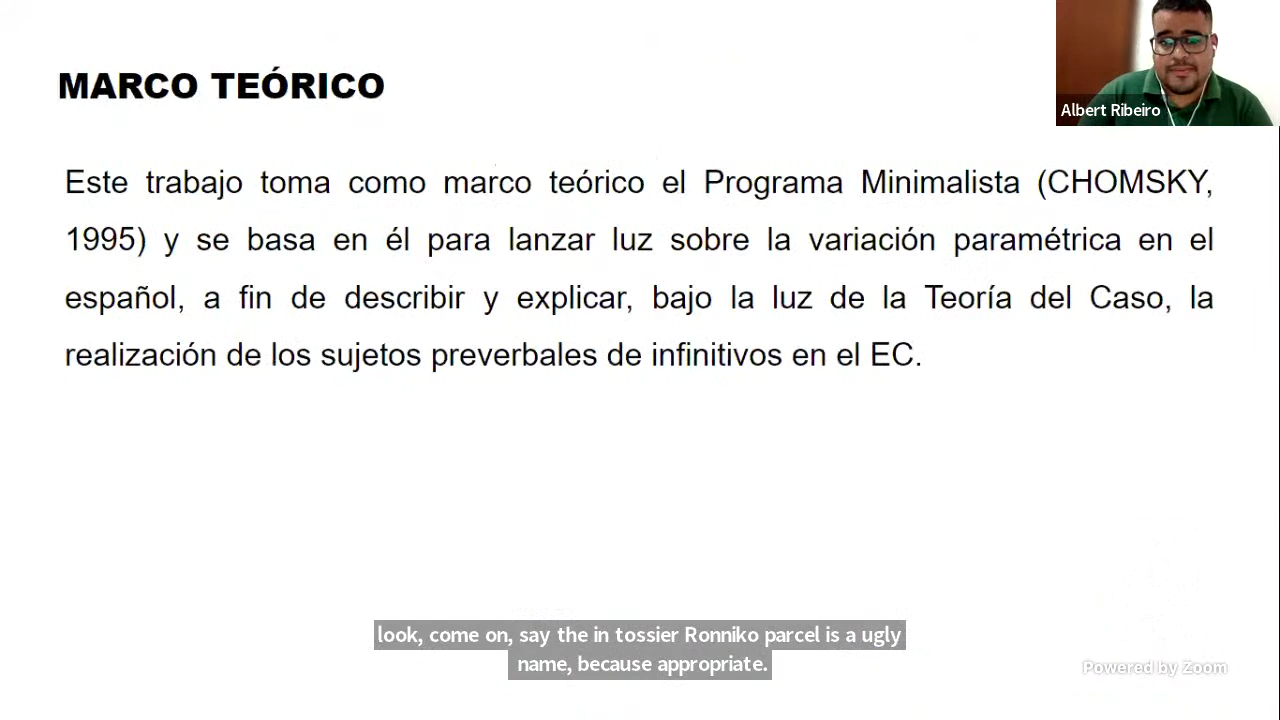 MARCO TEÓRICO
Albert Ribeiro
Este trabajo toma como marco teórico el Programa Minimalista (CHOMSKY,
1995) y se basa en él para lanzar luz sobre la variación paramétrica en el
español, a fin de describir y explicar, bajo la luz de la Teoría del Caso, la
realización de los sujetos preverbales de infinitivos en el EC.
look, come on, say the in tossier Ronniko parcel is a ugly
name, because appropriate.
Powered by Zoom